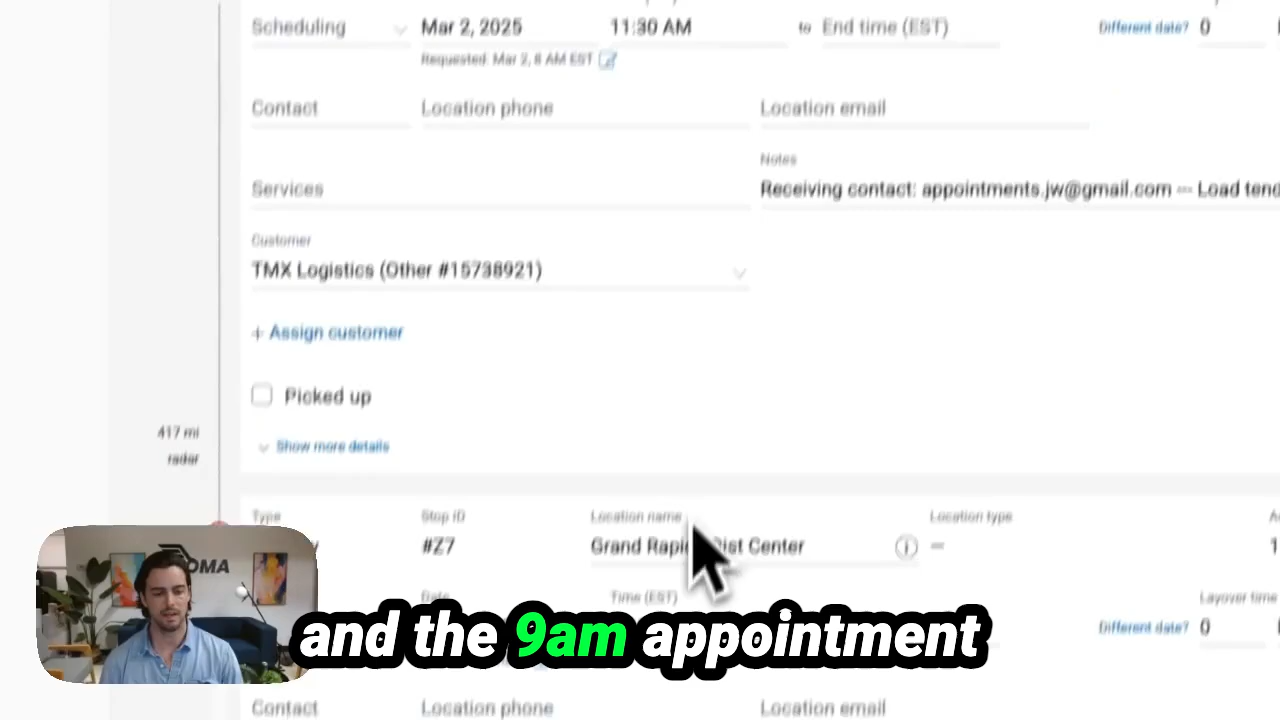 Scheduling Mar 2, 2025 11:30 AM to End time (EST) Different date? 0
Requested: Mar 2, 8 AM EST
Contact Location phone Location email
Notes
Services Receiving contact: appointments.jw@gmail.com — Load tend
Customer
TMX Logistics (Other #15738921)
+ Assign customer
Picked up
417 mi
radar
Show more details
Type Stop ID Location name Location type
#Z7 Grand Rapi Dist Center — 1
Date Time (EST) Layover time
Different date? 0
OMA
and the 9am appointment
Contact Location phone Location email